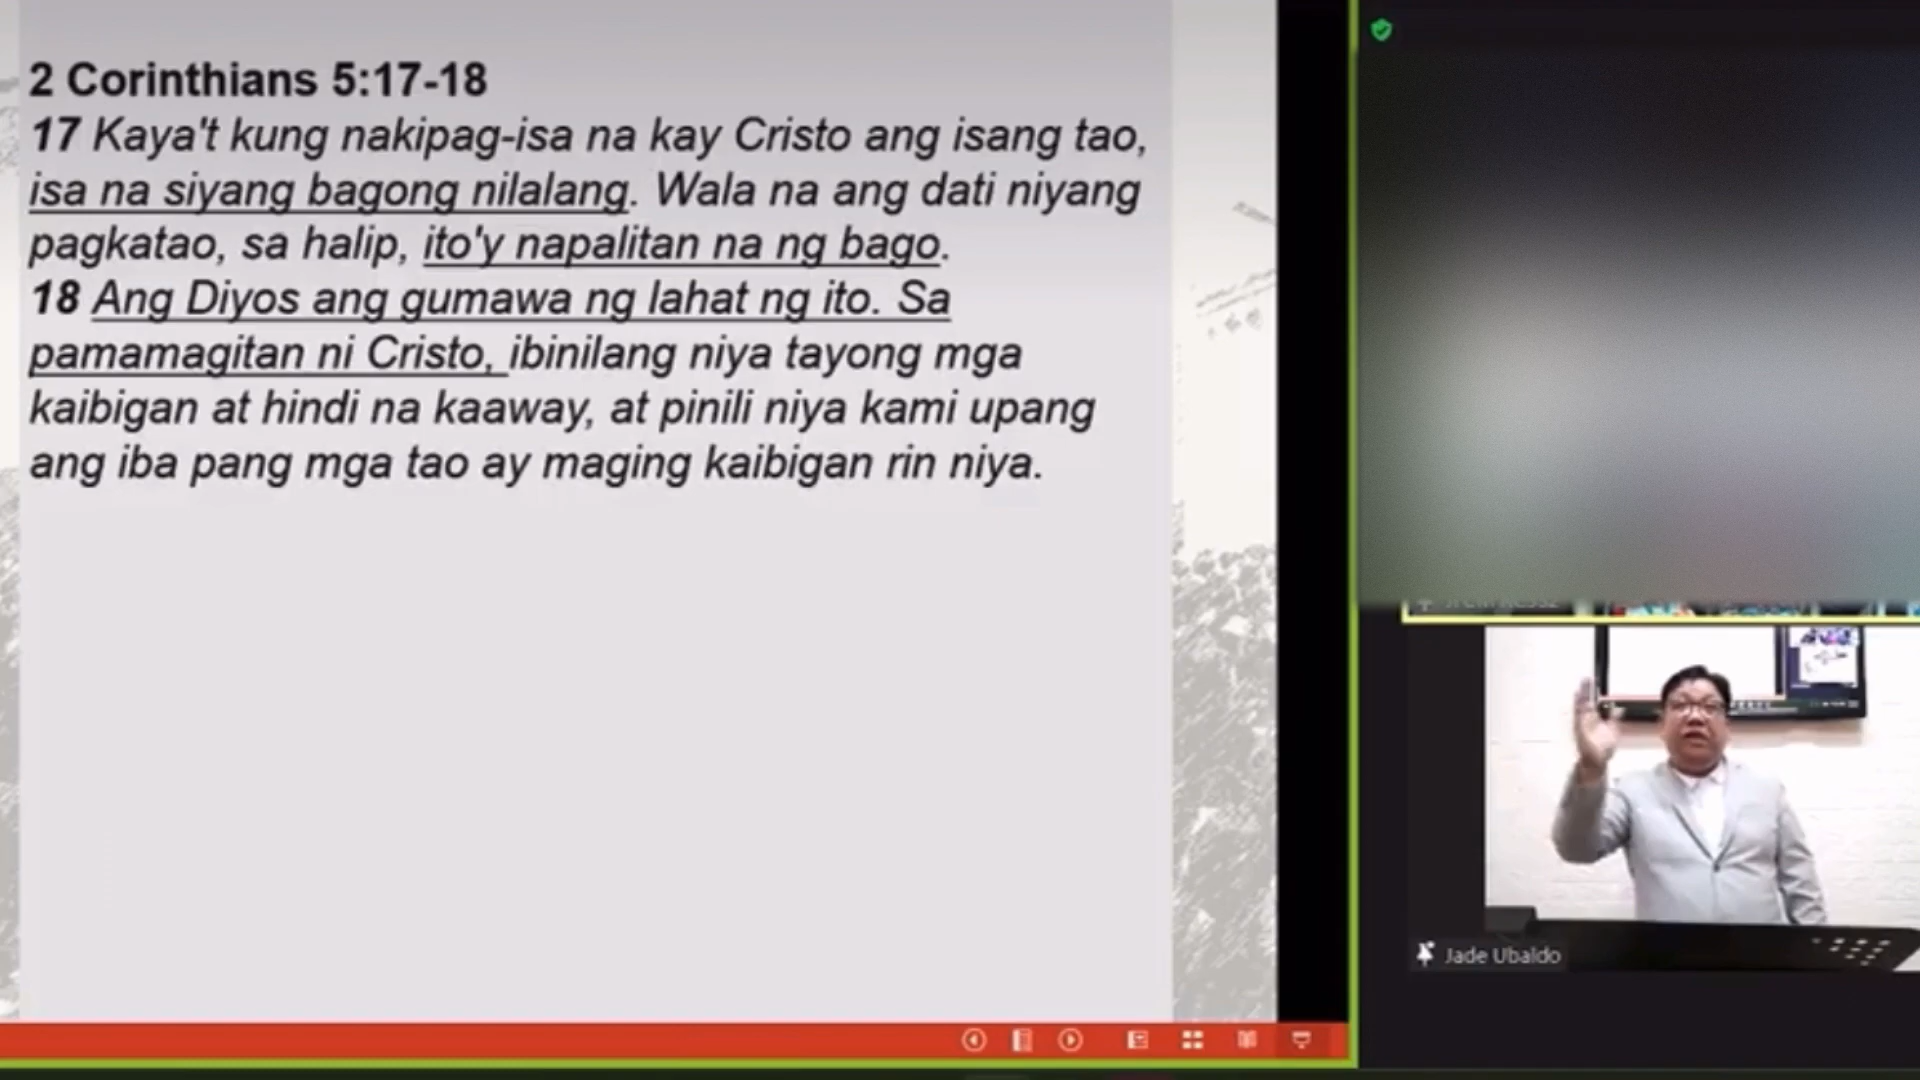 2 Corinthians 5:17-18
17 Kaya't kung nakipag-isa na kay Cristo ang isang tao,
isa na siyang bagong nilalang. Wala na ang dati niyang
pagkatao, sa halip, ito'y napalitan na ng bago.
18 Ang Diyos ang gumawa ng lahat ng ito. Sa
pamamagitan ni Cristo, ibinilang niya tayong mga
kaibigan at hindi na kaaway, at pinili niya kami upang
ang iba pang mga tao ay maging kaibigan rin niya.
Jade Ubaldo